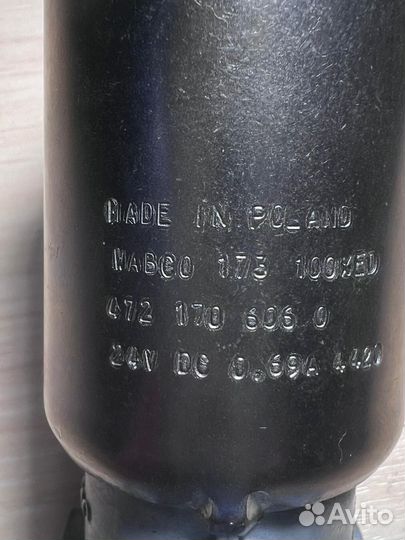 MADE IN POLAND
WABCO 173 100%ED
472 170 606 0
24V DC 0.69A 4420
Avito